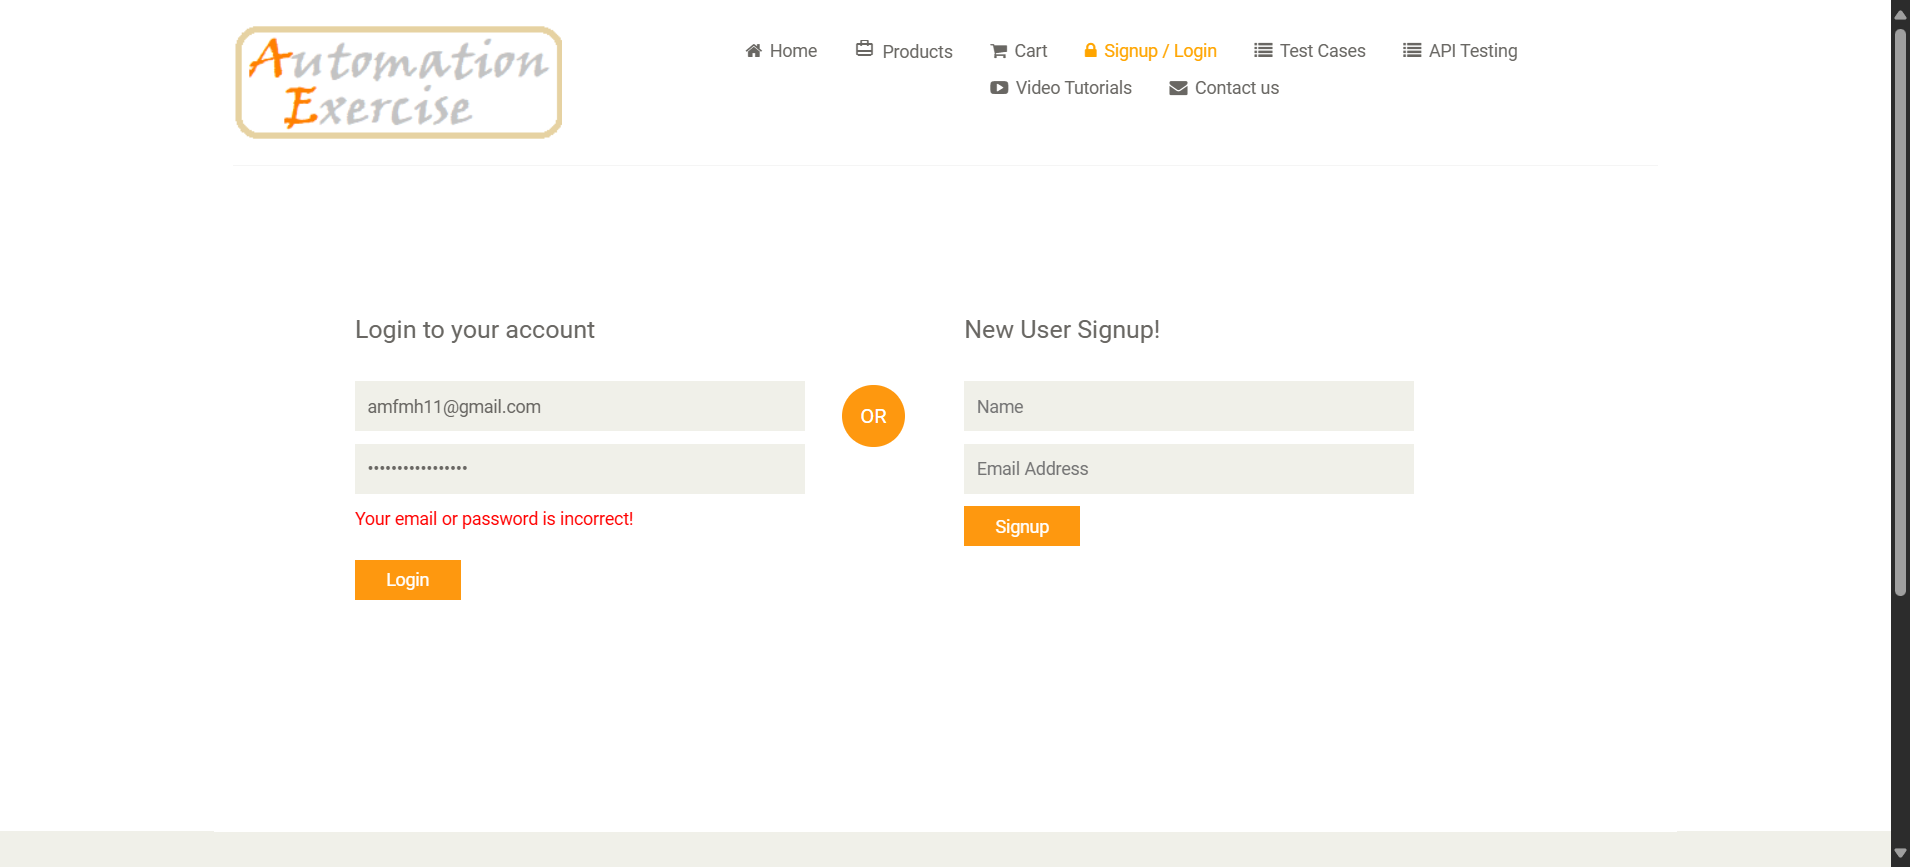 Automation
Exercise
Home Products Cart Signup / Login Test Cases API Testing
Video Tutorials Contact us
Login to your account
amfmh11@gmail.com
•••••••••••••••••
Your email or password is incorrect!
Login
OR
New User Signup!
Name
Email Address
Signup